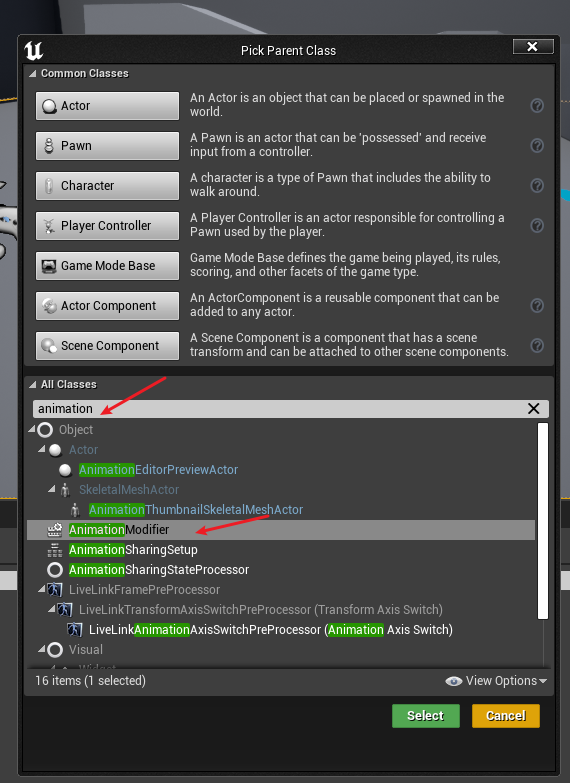 Pick Parent Class
Common Classes
Actor
An Actor is an object that can be placed or spawned in the
world.
Pawn
A Pawn is an actor that can be 'possessed' and receive
input from a controller.
Character
A character is a type of Pawn that includes the ability to
walk around.
Player Controller
A Player Controller is an actor responsible for controlling a
Pawn used by the player.
Game Mode Base
Game Mode Base defines the game being played, its rules,
scoring, and other facets of the game type.
Actor Component
An ActorComponent is a reusable component that can be
added to any actor.
Scene Component
A Scene Component is a component that has a scene
transform and can be attached to other scene components.
All Classes
animation
Object
Actor
AnimationEditorPreviewActor
SkeletalMeshActor
AnimationThumbnailSkeletalMeshActor
AnimationModifier
AnimationSharingSetup
AnimationSharingStateProcessor
LiveLinkFramePreProcessor
LiveLinkTransformAxisSwitchPreProcessor (Transform Axis Switch)
LiveLinkAnimationAxisSwitchPreProcessor (Animation Axis Switch)
Visual
Widget
16 items (1 selected)
View Options
Select
Cancel